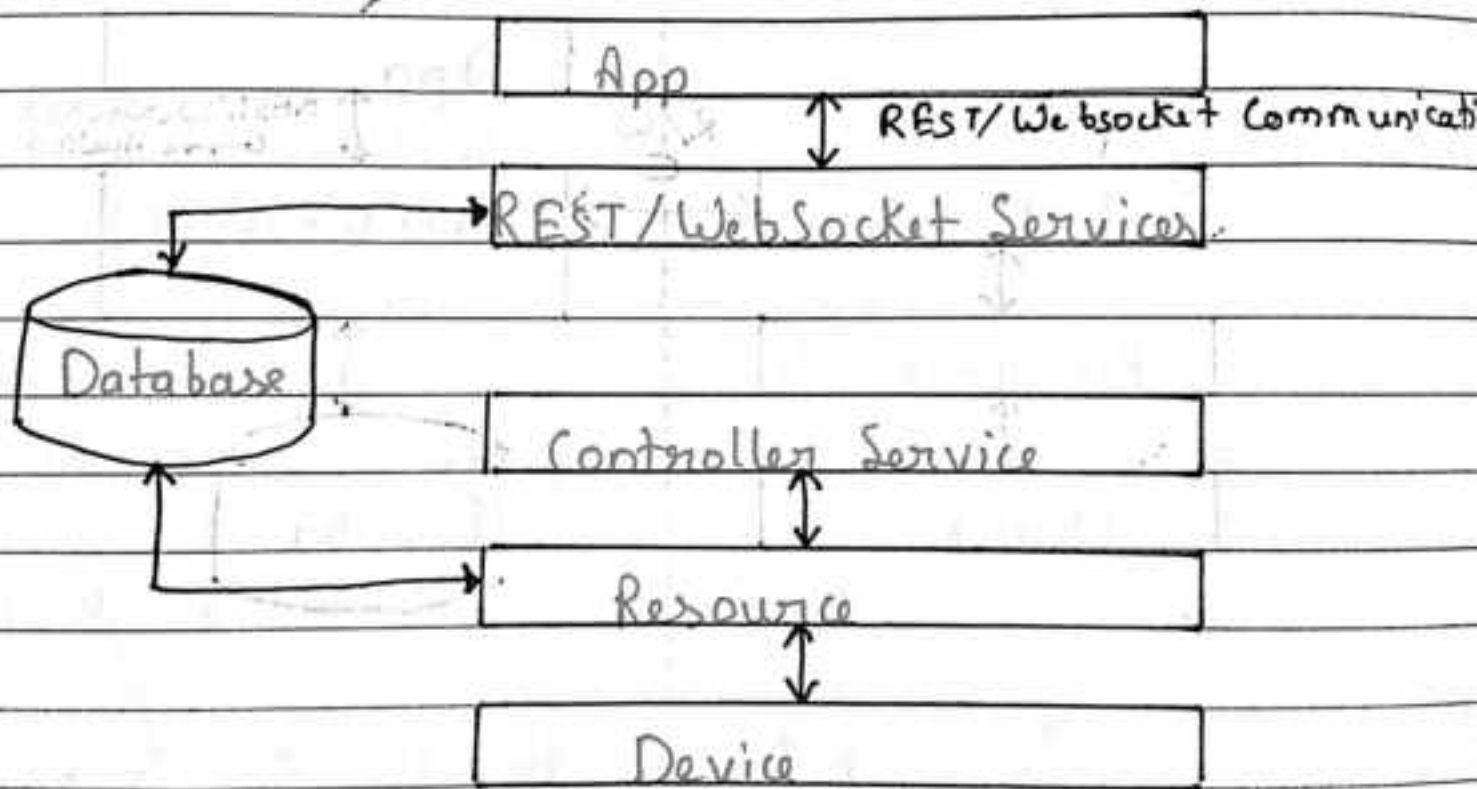 App
REST/Websocket Communicati
REST/WebSocket Services
Database
Controller Service
Resource
Device